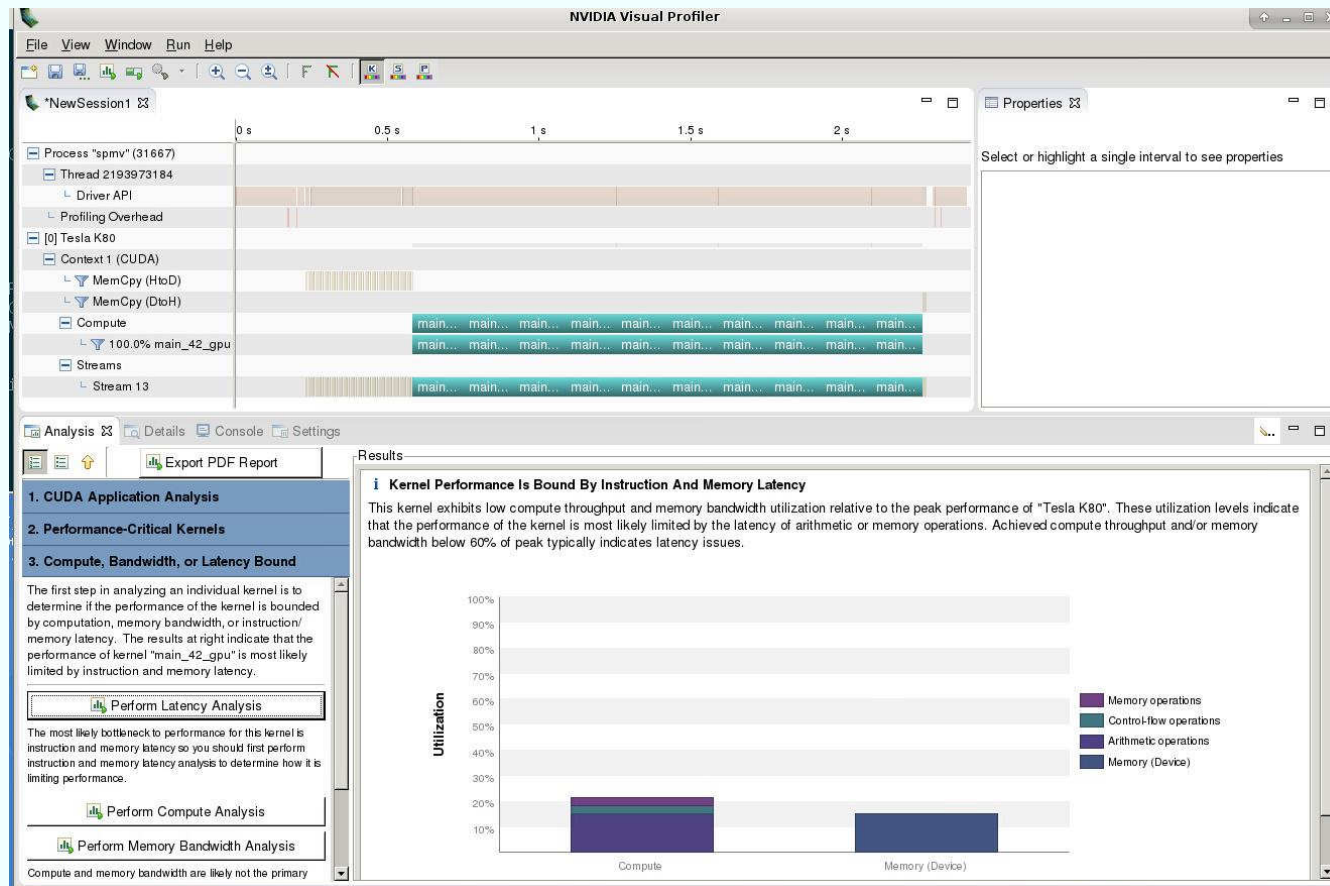 NVIDIA Visual Profiler
File View Window Run Help
*NewSession1
Properties
0 s 0.5 s 1 s 1.5 s 2 s
Select or highlight a single interval to see properties
Process "spmv" (31667)
Thread 2193973184
Driver API
Profiling Overhead
[0] Tesla K80
Context 1 (CUDA)
MemCpy (HtoD)
MemCpy (DtoH)
Compute main... main... main... main... main... main... main... main... main... main...
100.0% main_42_gpu main... main... main... main... main... main... main... main... main... main...
Streams
Stream 13 main... main... main... main... main... main... main... main... main... main...
Analysis Details Console Settings
Export PDF Report
1. CUDA Application Analysis
2. Performance-Critical Kernels
3. Compute, Bandwidth, or Latency Bound
The first step in analyzing an individual kernel is to
determine if the performance of the kernel is bounded
by computation, memory bandwidth, or instruction/
memory latency. The results at right indicate that the
performance of kernel "main_42_gpu" is most likely
limited by instruction and memory latency.
Perform Latency Analysis
The most likely bottleneck to performance for this kernel is
instruction and memory latency so you should first perform
instruction and memory latency analysis to determine how it is
limiting performance.
Perform Compute Analysis
Perform Memory Bandwidth Analysis
Compute and memory bandwidth are likely not the primary
Results
i Kernel Performance Is Bound By Instruction And Memory Latency
This kernel exhibits low compute throughput and memory bandwidth utilization relative to the peak performance of "Tesla K80". These utilization levels indicate
that the performance of the kernel is most likely limited by the latency of arithmetic or memory operations. Achieved compute throughput and/or memory
bandwidth below 60% of peak typically indicates latency issues.
Utilization
100%
90%
80%
70%
60%
50%
40%
30%
20%
10%
Compute Memory (Device)
Memory operations
Control-flow operations
Arithmetic operations
Memory (Device)